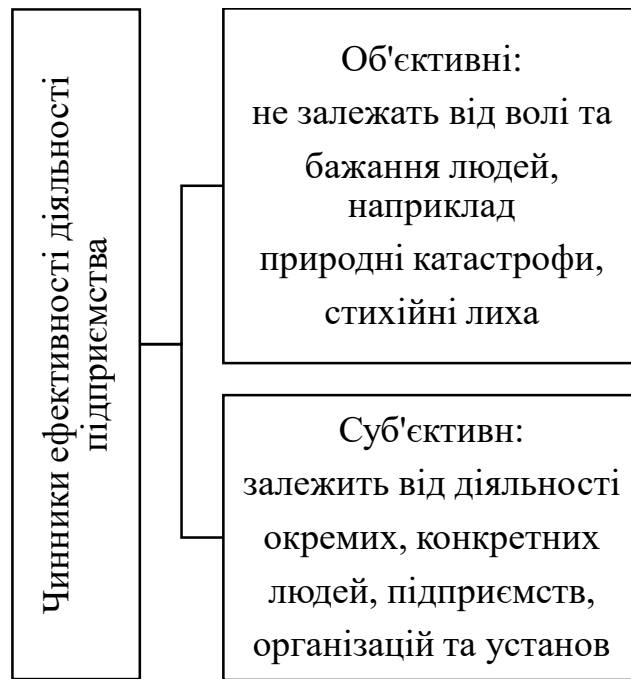 Чинники ефективності діяльності
підприємства
Об'єктивні:
не залежать від волі та
бажання людей,
наприклад
природні катастрофи,
стихійні лиха
Суб'єктивн:
залежить від діяльності
окремих, конкретних
людей, підприємств,
організацій та установ